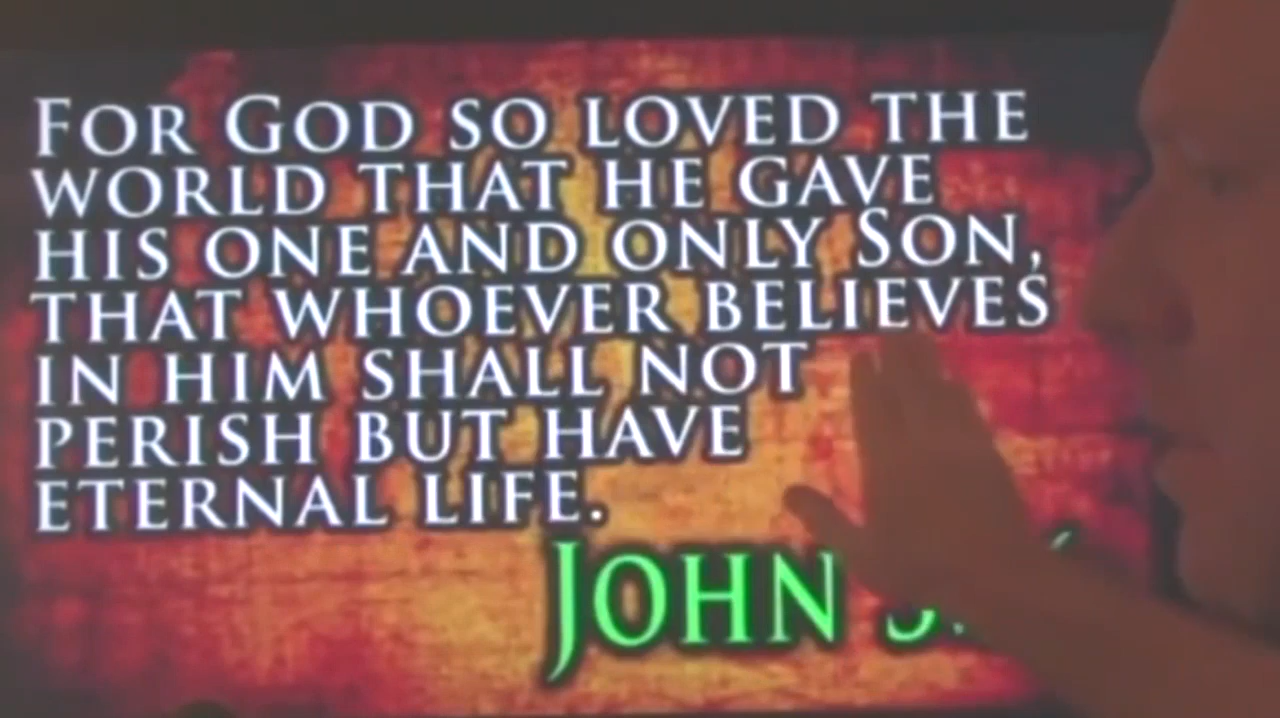 FOR GOD SO LOVED THE
WORLD THAT HE GAVE
HIS ONE AND ONLY SON,
THAT WHOEVER BELIEVES
IN HIM SHALL NOT
PERISH BUT HAVE
ETERNAL LIFE.
JOHN